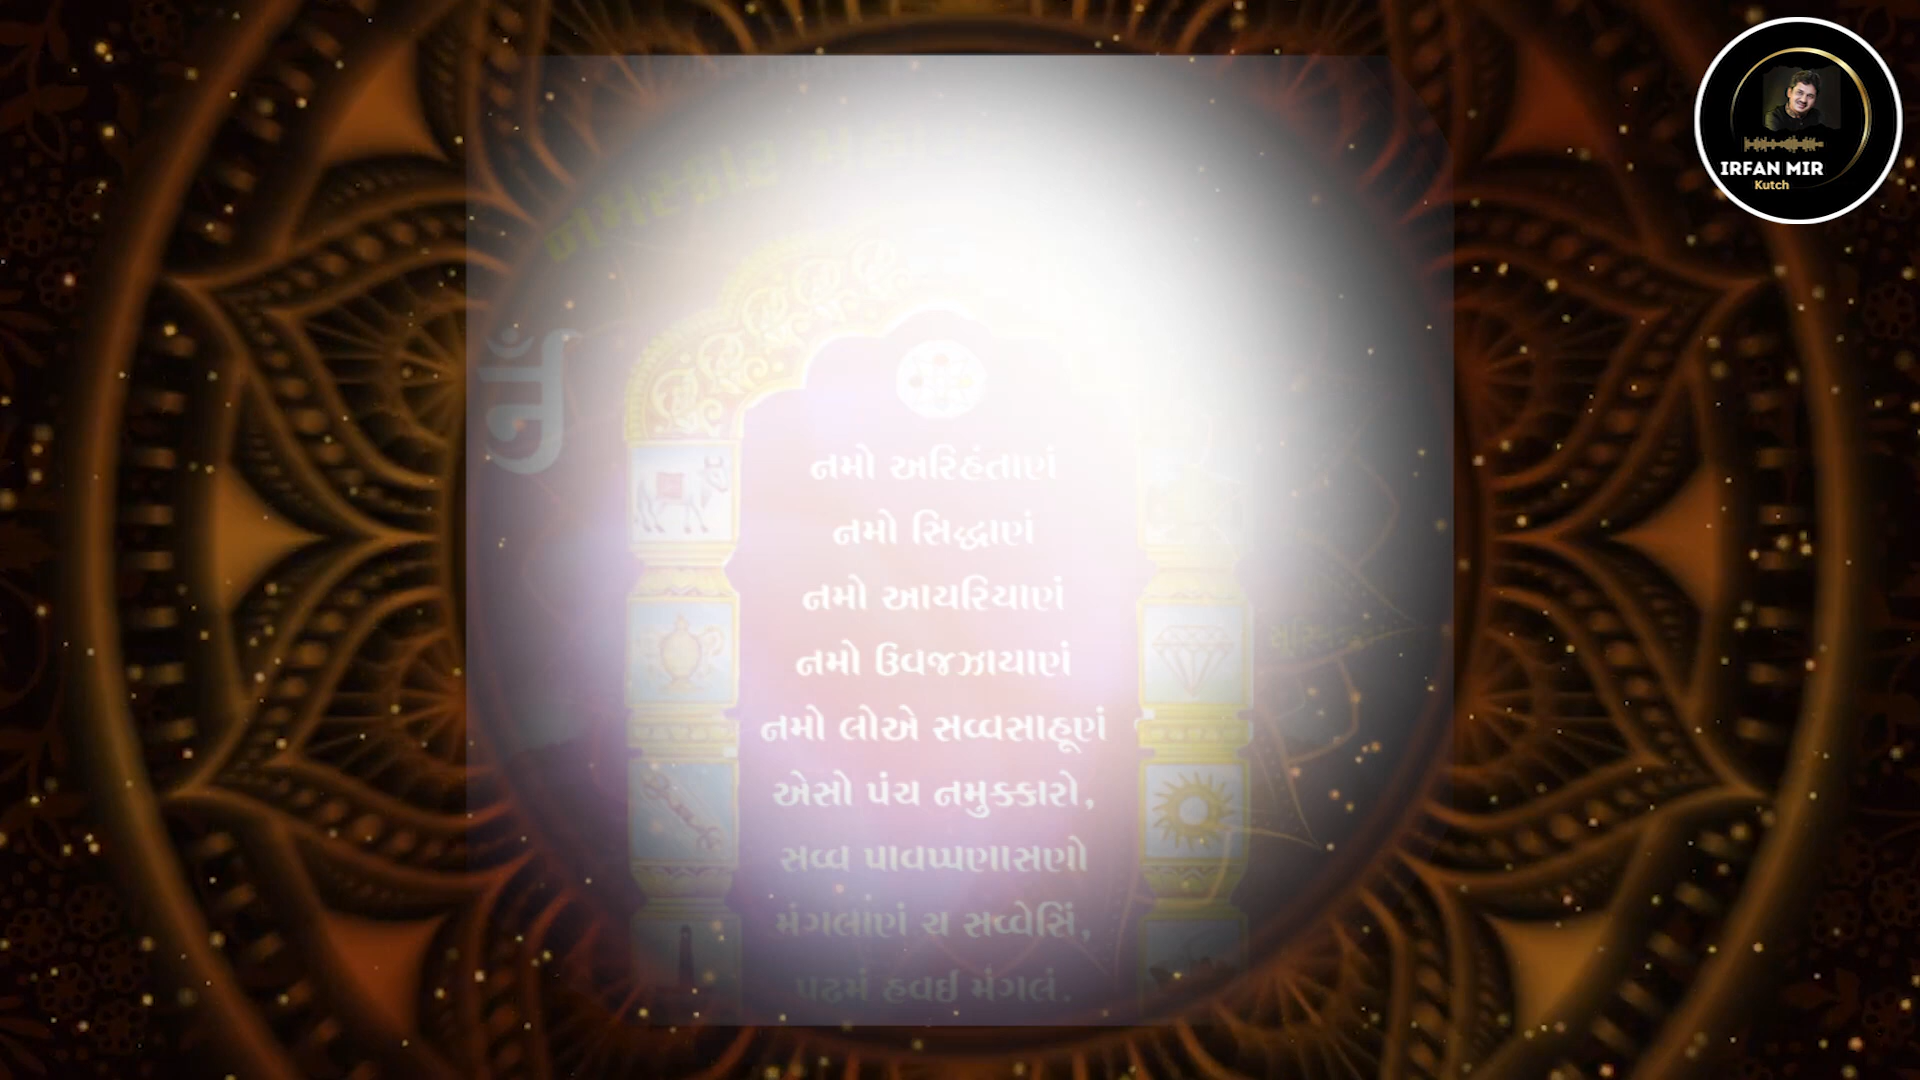 IRFAN MIR
Kutch
ૐ
નમો અરિહંતાણં
નમો સિદ્ધાણં
નમો આયરિયાણં
નમો ઉવજઝાયાણં
નમો લોએ સવ્વસાહૂણં
એસો પંચ નમુક્કારો,
સવ્વ પાવપ્પણાસણો
મંગલાણં ચ સવ્વેસિં,
પઢમં હવઈ મંગલં.